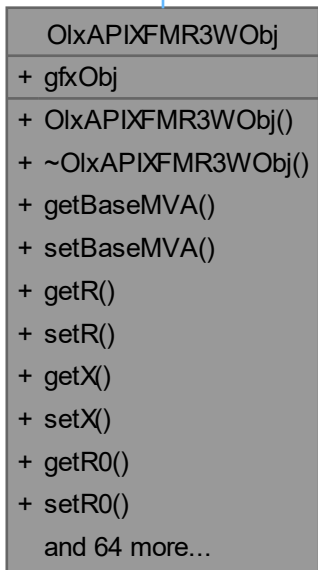 OlxAPIXFMR3WObj
+ gfxObj
+ OlxAPIXFMR3WObj()
+ ~OlxAPIXFMR3WObj()
+ getBaseMVA()
+ setBaseMVA()
+ getR()
+ setR()
+ getX()
+ setX()
+ getR0()
+ setR0()
and 64 more...